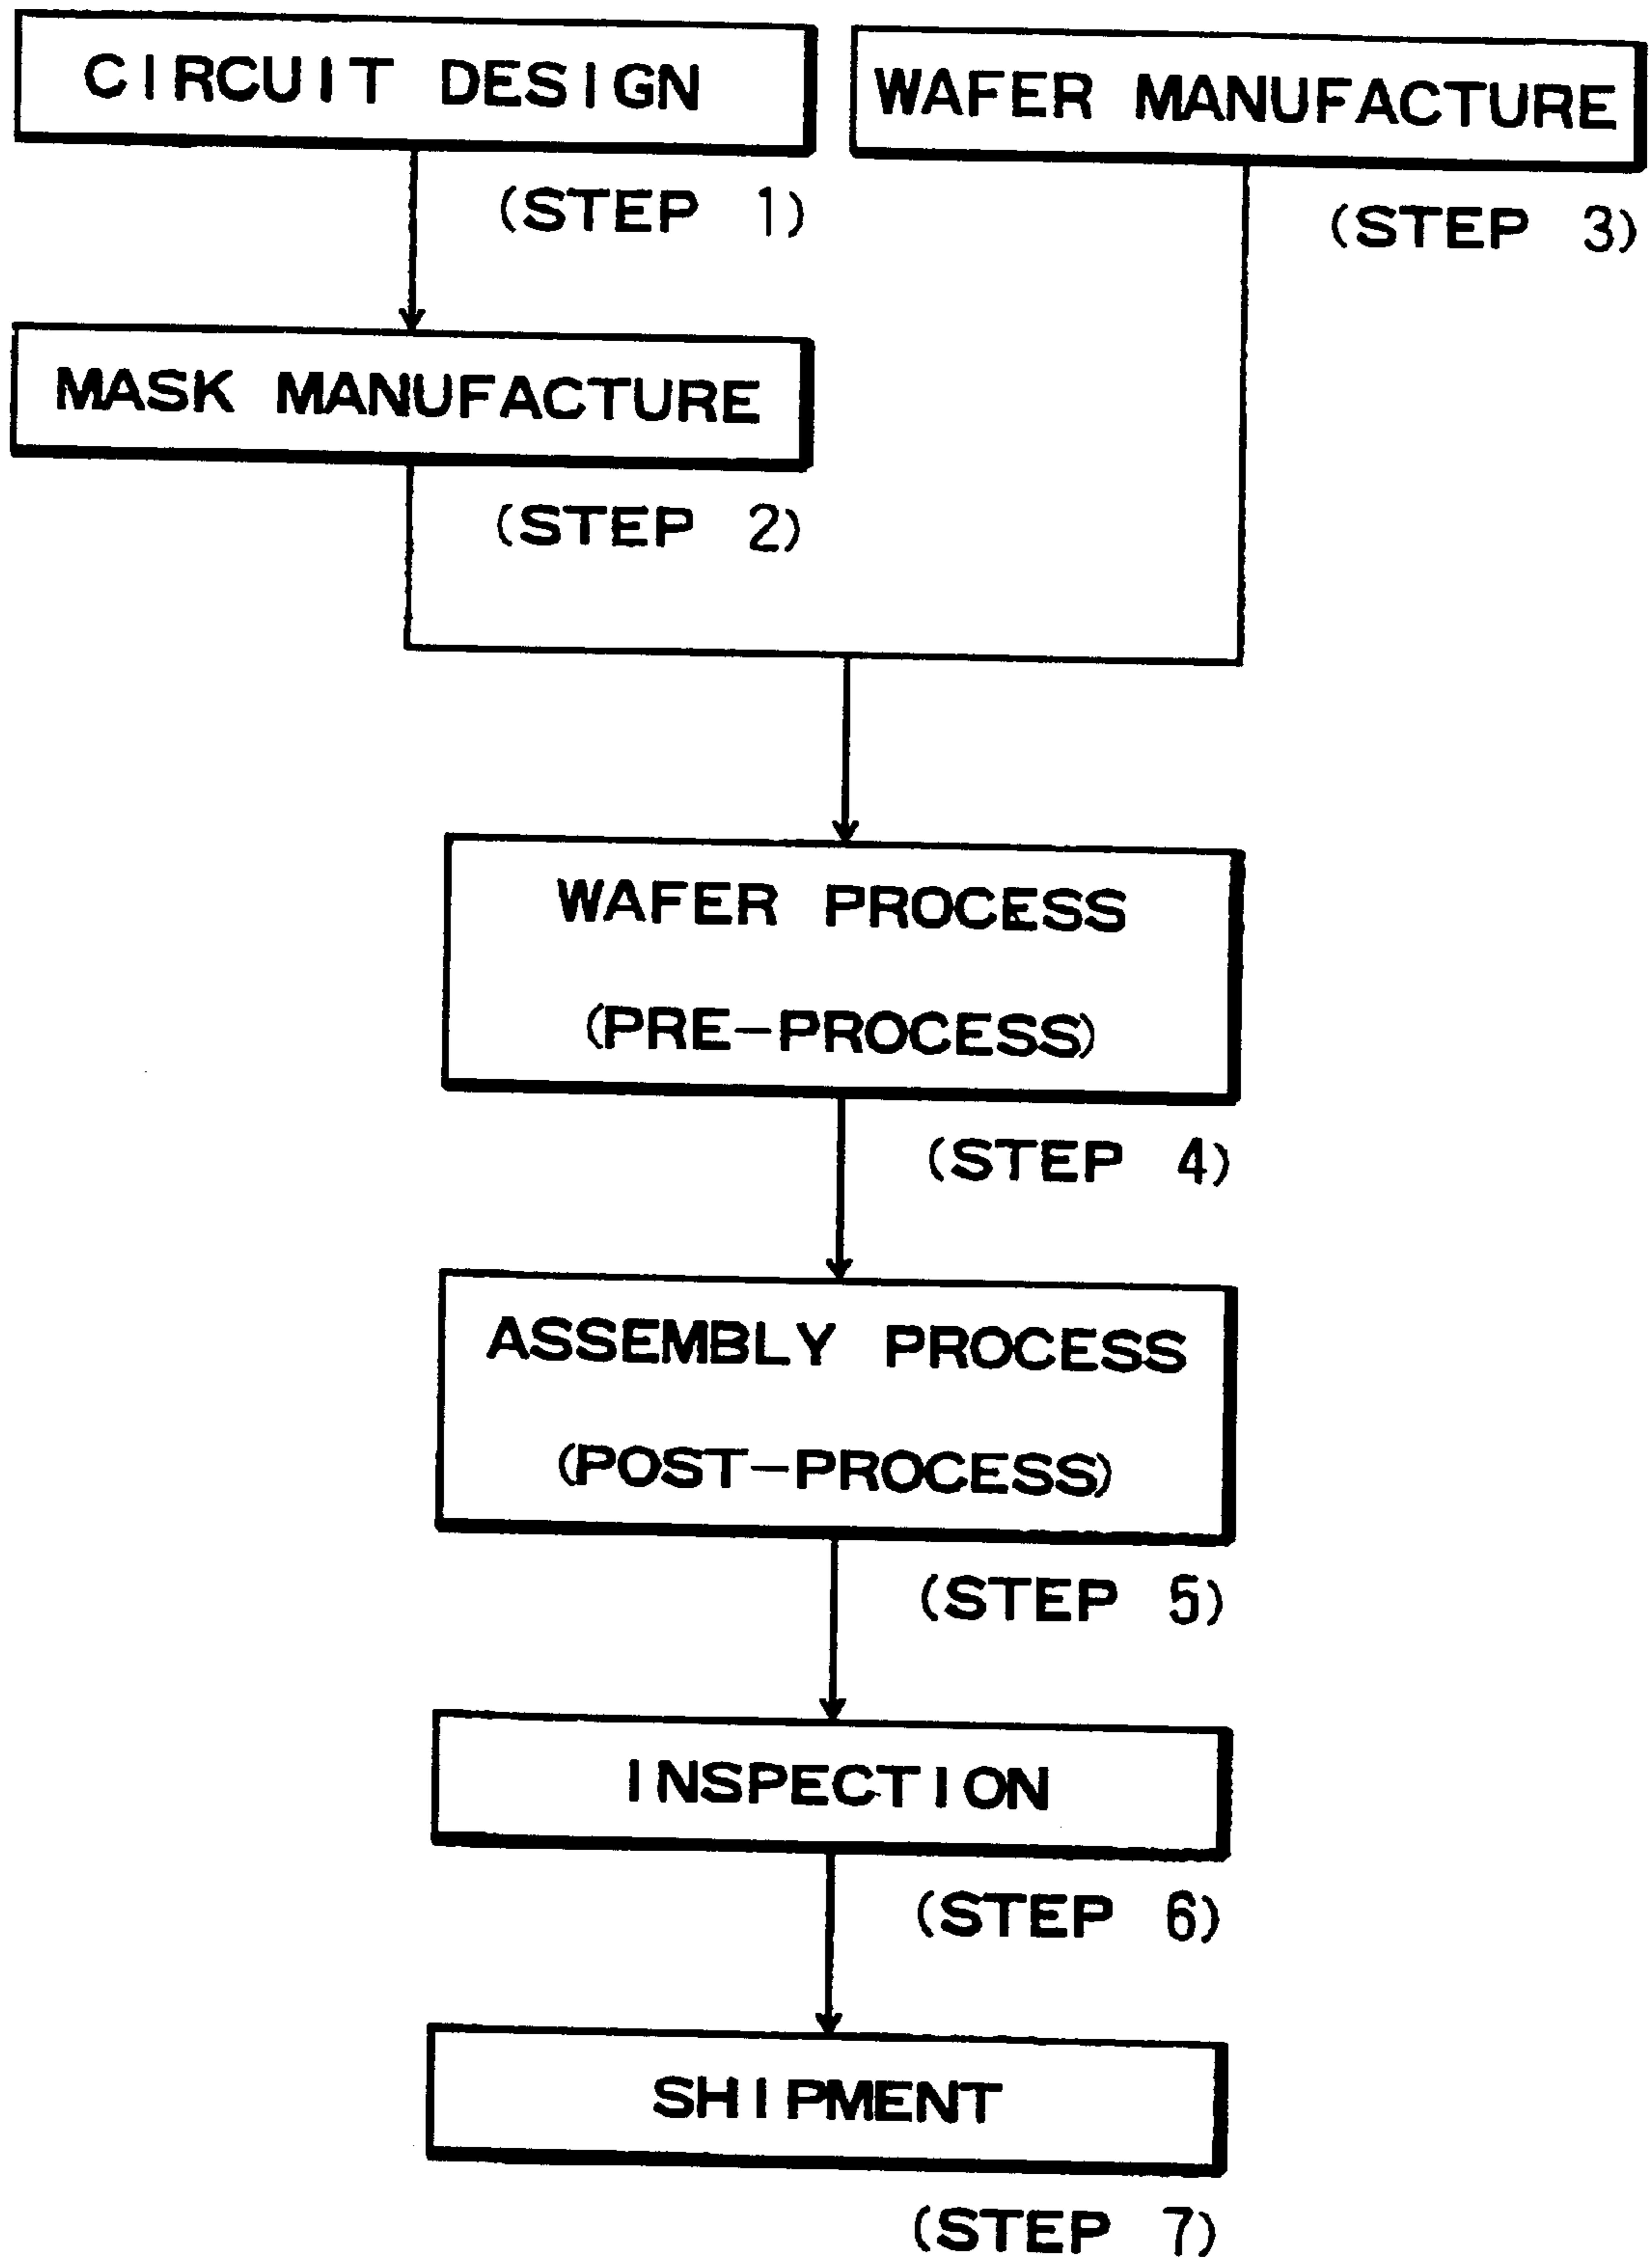 CIRCUIT DESIGN
(STEP 1)
WAFER MANUFACTURE
(STEP 3)
MASK MANUFACTURE
(STEP 2)
WAFER PROCESS
(PRE-PROCESS)
(STEP 4)
ASSEMBLY PROCESS
(POST-PROCESS)
(STEP 5)
INSPECTION
(STEP 6)
SHIPMENT
(STEP 7)